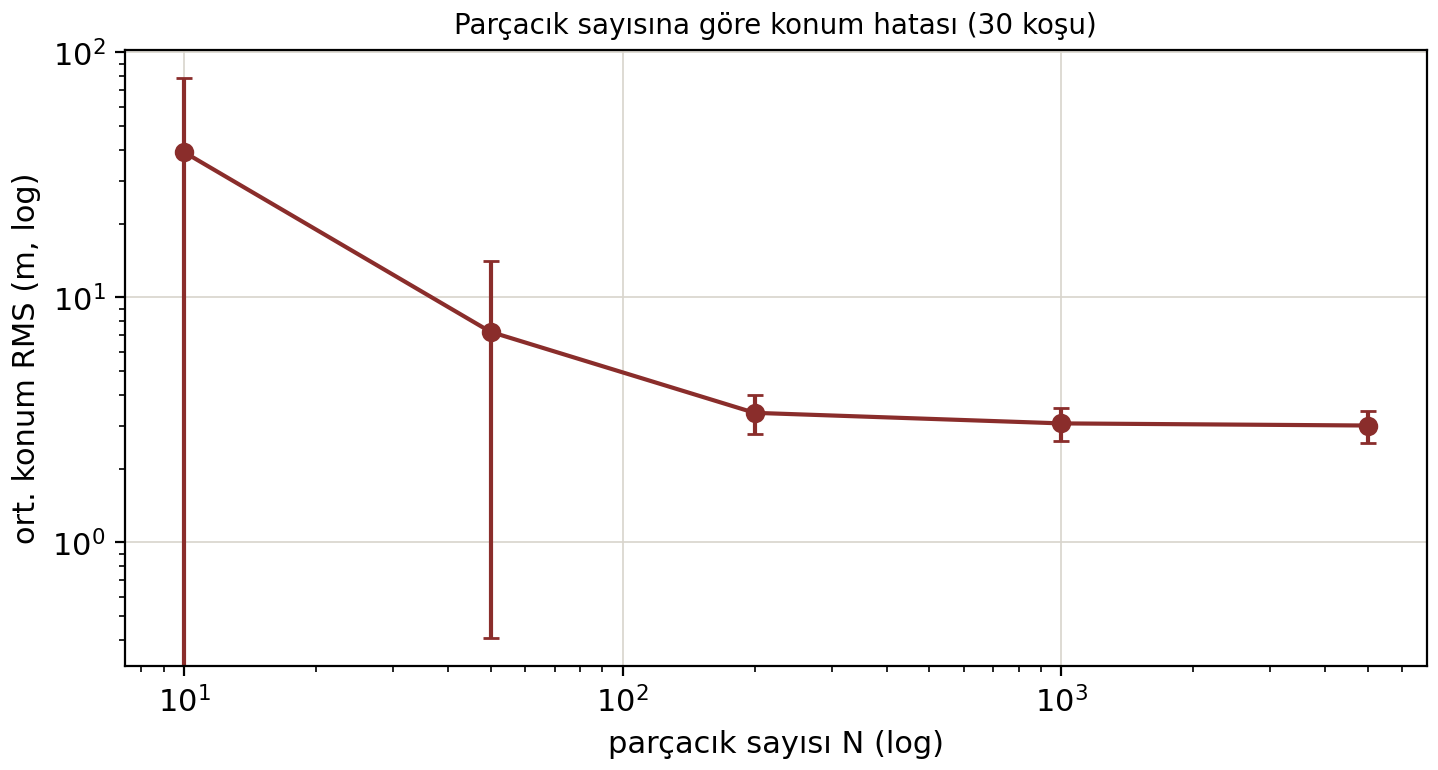 Parçacık sayısına göre konum hatası (30 koşu)
ort. konum RMS (m, log)
10²
10¹
10⁰
10¹
10²
10³
parçacık sayısı N (log)